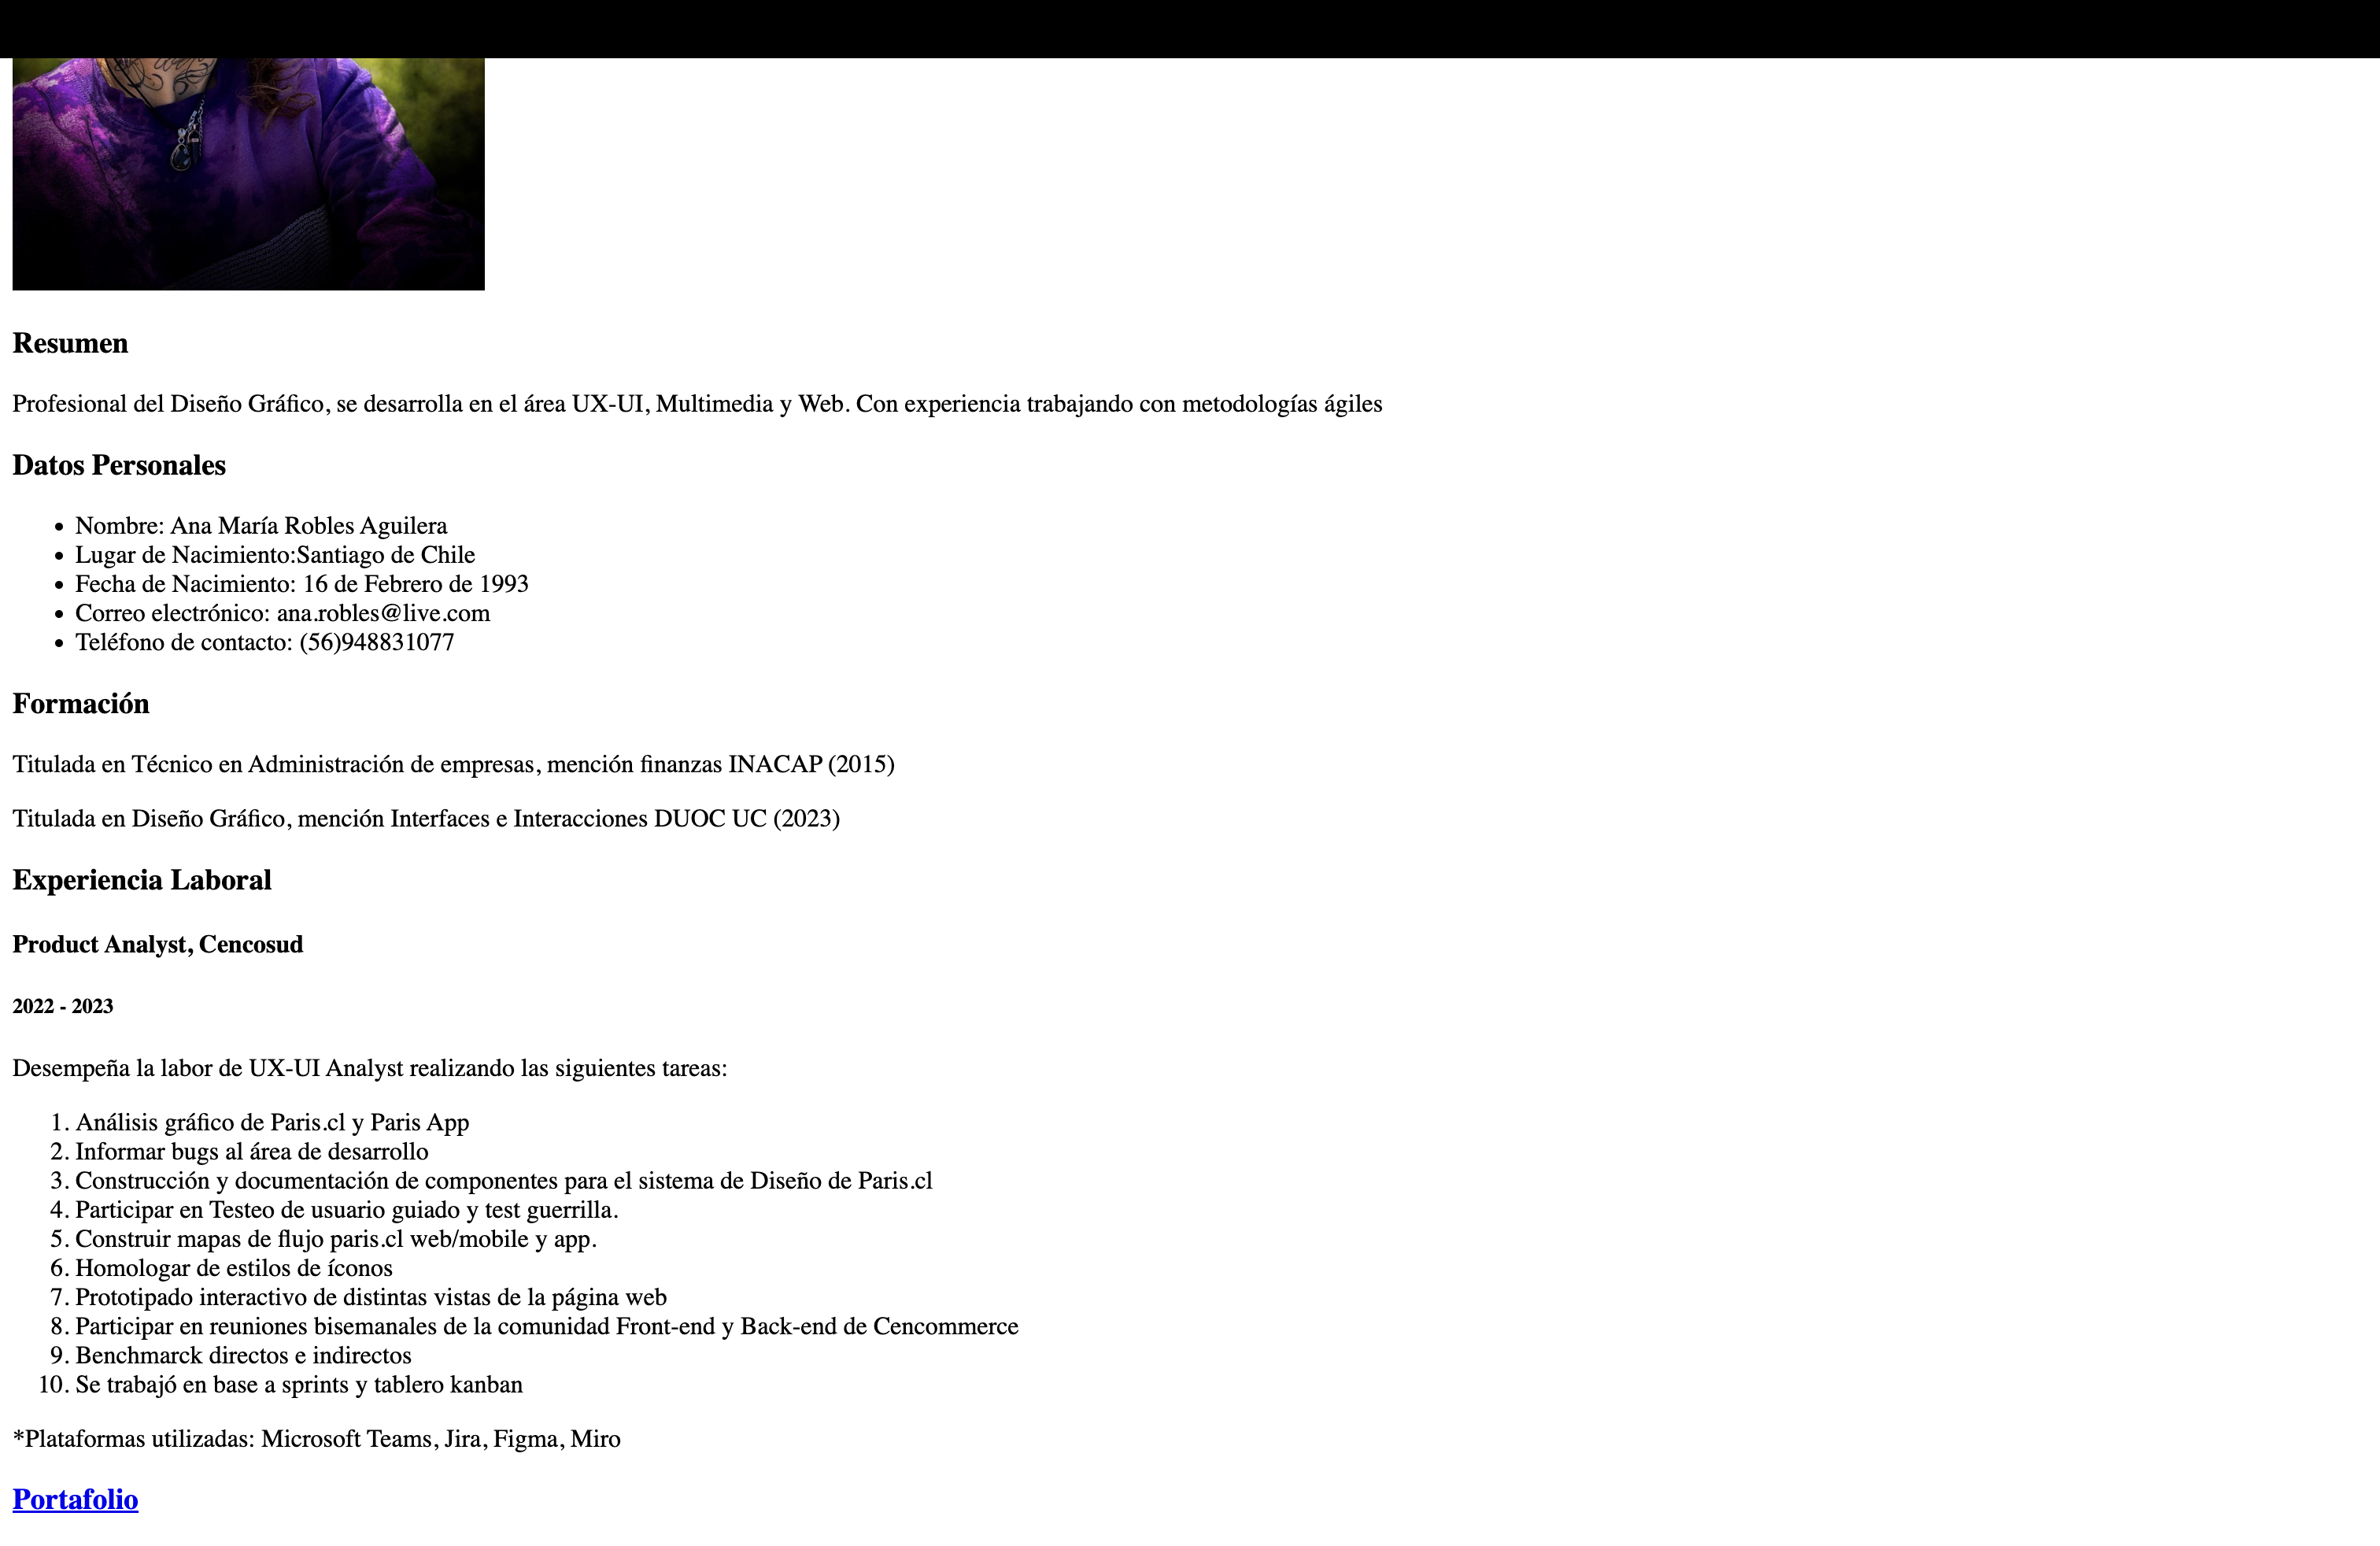 Resumen
Profesional del Diseño Gráfico, se desarrolla en el área UX-UI, Multimedia y Web. Con experiencia trabajando con metodologías ágiles
Datos Personales
• Nombre: Ana María Robles Aguilera
• Lugar de Nacimiento:Santiago de Chile
• Fecha de Nacimiento: 16 de Febrero de 1993
• Correo electrónico: ana.robles@live.com
• Teléfono de contacto: (56)948831077
Formación
Titulada en Técnico en Administración de empresas, mención finanzas INACAP (2015)
Titulada en Diseño Gráfico, mención Interfaces e Interacciones DUOC UC (2023)
Experiencia Laboral
Product Analyst, Cencosud
2022 - 2023
Desempeña la labor de UX-UI Analyst realizando las siguientes tareas:
1. Análisis gráfico de Paris.cl y Paris App
2. Informar bugs al área de desarrollo
3. Construcción y documentación de componentes para el sistema de Diseño de Paris.cl
4. Participar en Testeo de usuario guiado y test guerrilla.
5. Construir mapas de flujo paris.cl web/mobile y app.
6. Homologar de estilos de íconos
7. Prototipado interactivo de distintas vistas de la página web
8. Participar en reuniones bisemanales de la comunidad Front-end y Back-end de Cencommerce
9. Benchmarck directos e indirectos
10. Se trabajó en base a sprints y tablero kanban
*Plataformas utilizadas: Microsoft Teams, Jira, Figma, Miro
Portafolio